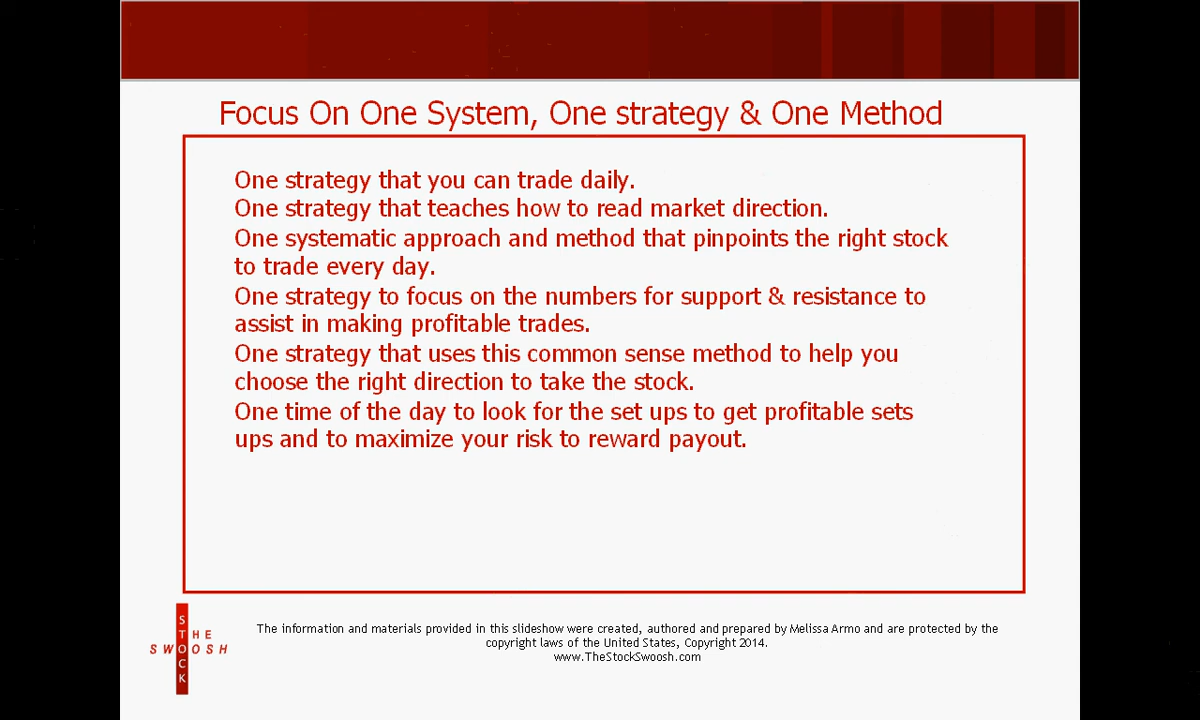 Focus On One System, One strategy & One Method
One strategy that you can trade daily.
One strategy that teaches how to read market direction.
One systematic approach and method that pinpoints the right stock
to trade every day.
One strategy to focus on the numbers for support & resistance to
assist in making profitable trades.
One strategy that uses this common sense method to help you
choose the right direction to take the stock.
One time of the day to look for the set ups to get profitable sets
ups and to maximize your risk to reward payout.
THE
STOCK
SWOOSH
The information and materials provided in this slideshow were created, authored and prepared by Melissa Armo and are protected by the
copyright laws of the United States, Copyright 2014.
www.TheStockSwoosh.com